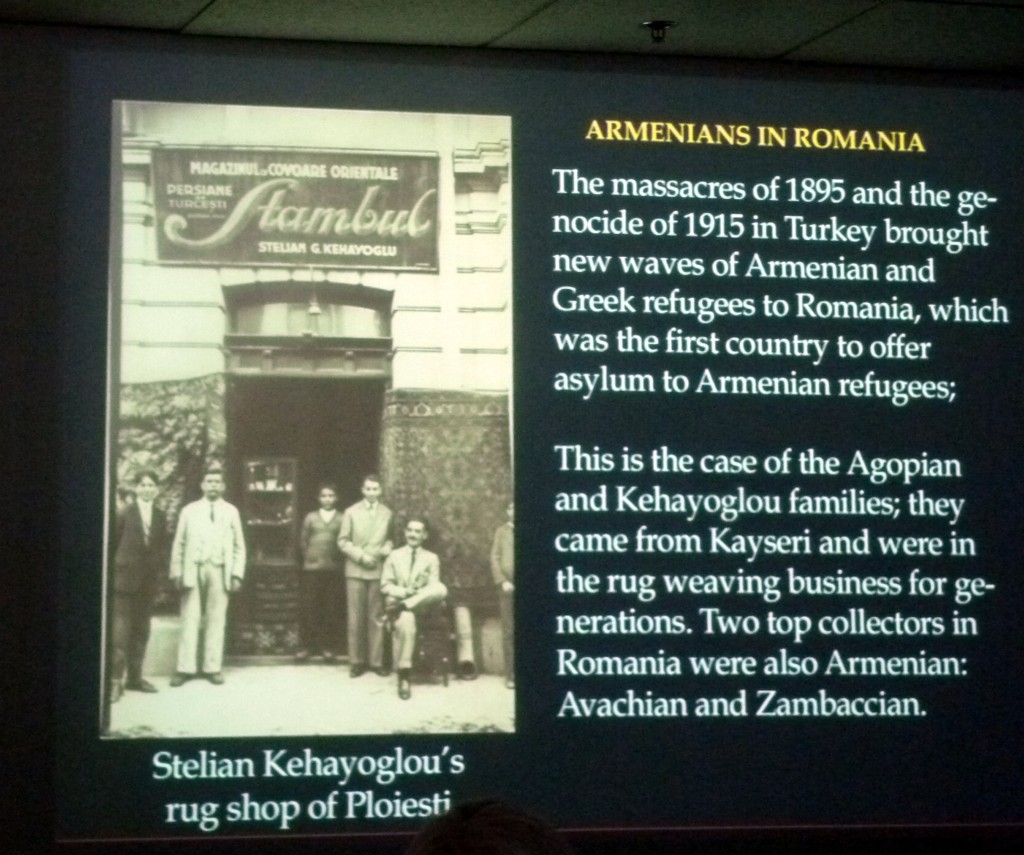 MAGAZINUL DE COVOARE ORIENTALE
PERSIANE
TURCEȘTI
Stambul
STELIAN G. KEHAYOGLU
Stelian Kehayoglou's
rug shop of Ploiesti
ARMENIANS IN ROMANIA
The massacres of 1895 and the ge-
nocide of 1915 in Turkey brought
new waves of Armenian and
Greek refugees to Romania, which
was the first country to offer
asylum to Armenian refugees;
This is the case of the Agopian
and Kehayoglou families; they
came from Kayseri and were in
the rug weaving business for ge-
nerations. Two top collectors in
Romania were also Armenian:
Avachian and Zambaccian.